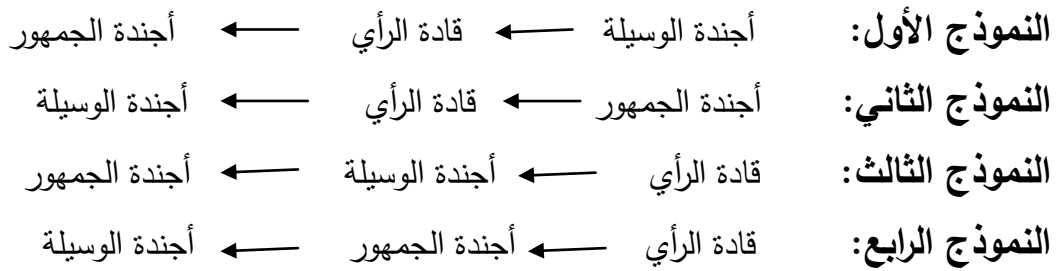 النموذج الأول: أجندة الوسيلة ← قادة الرأي ← أجندة الجمهور
النموذج الثاني: أجندة الجمهور ← قادة الرأي ← أجندة الوسيلة
النموذج الثالث: قادة الرأي ← أجندة الوسيلة ← أجندة الجمهور
النموذج الرابع: قادة الرأي ← أجندة الجمهور ← أجندة الوسيلة